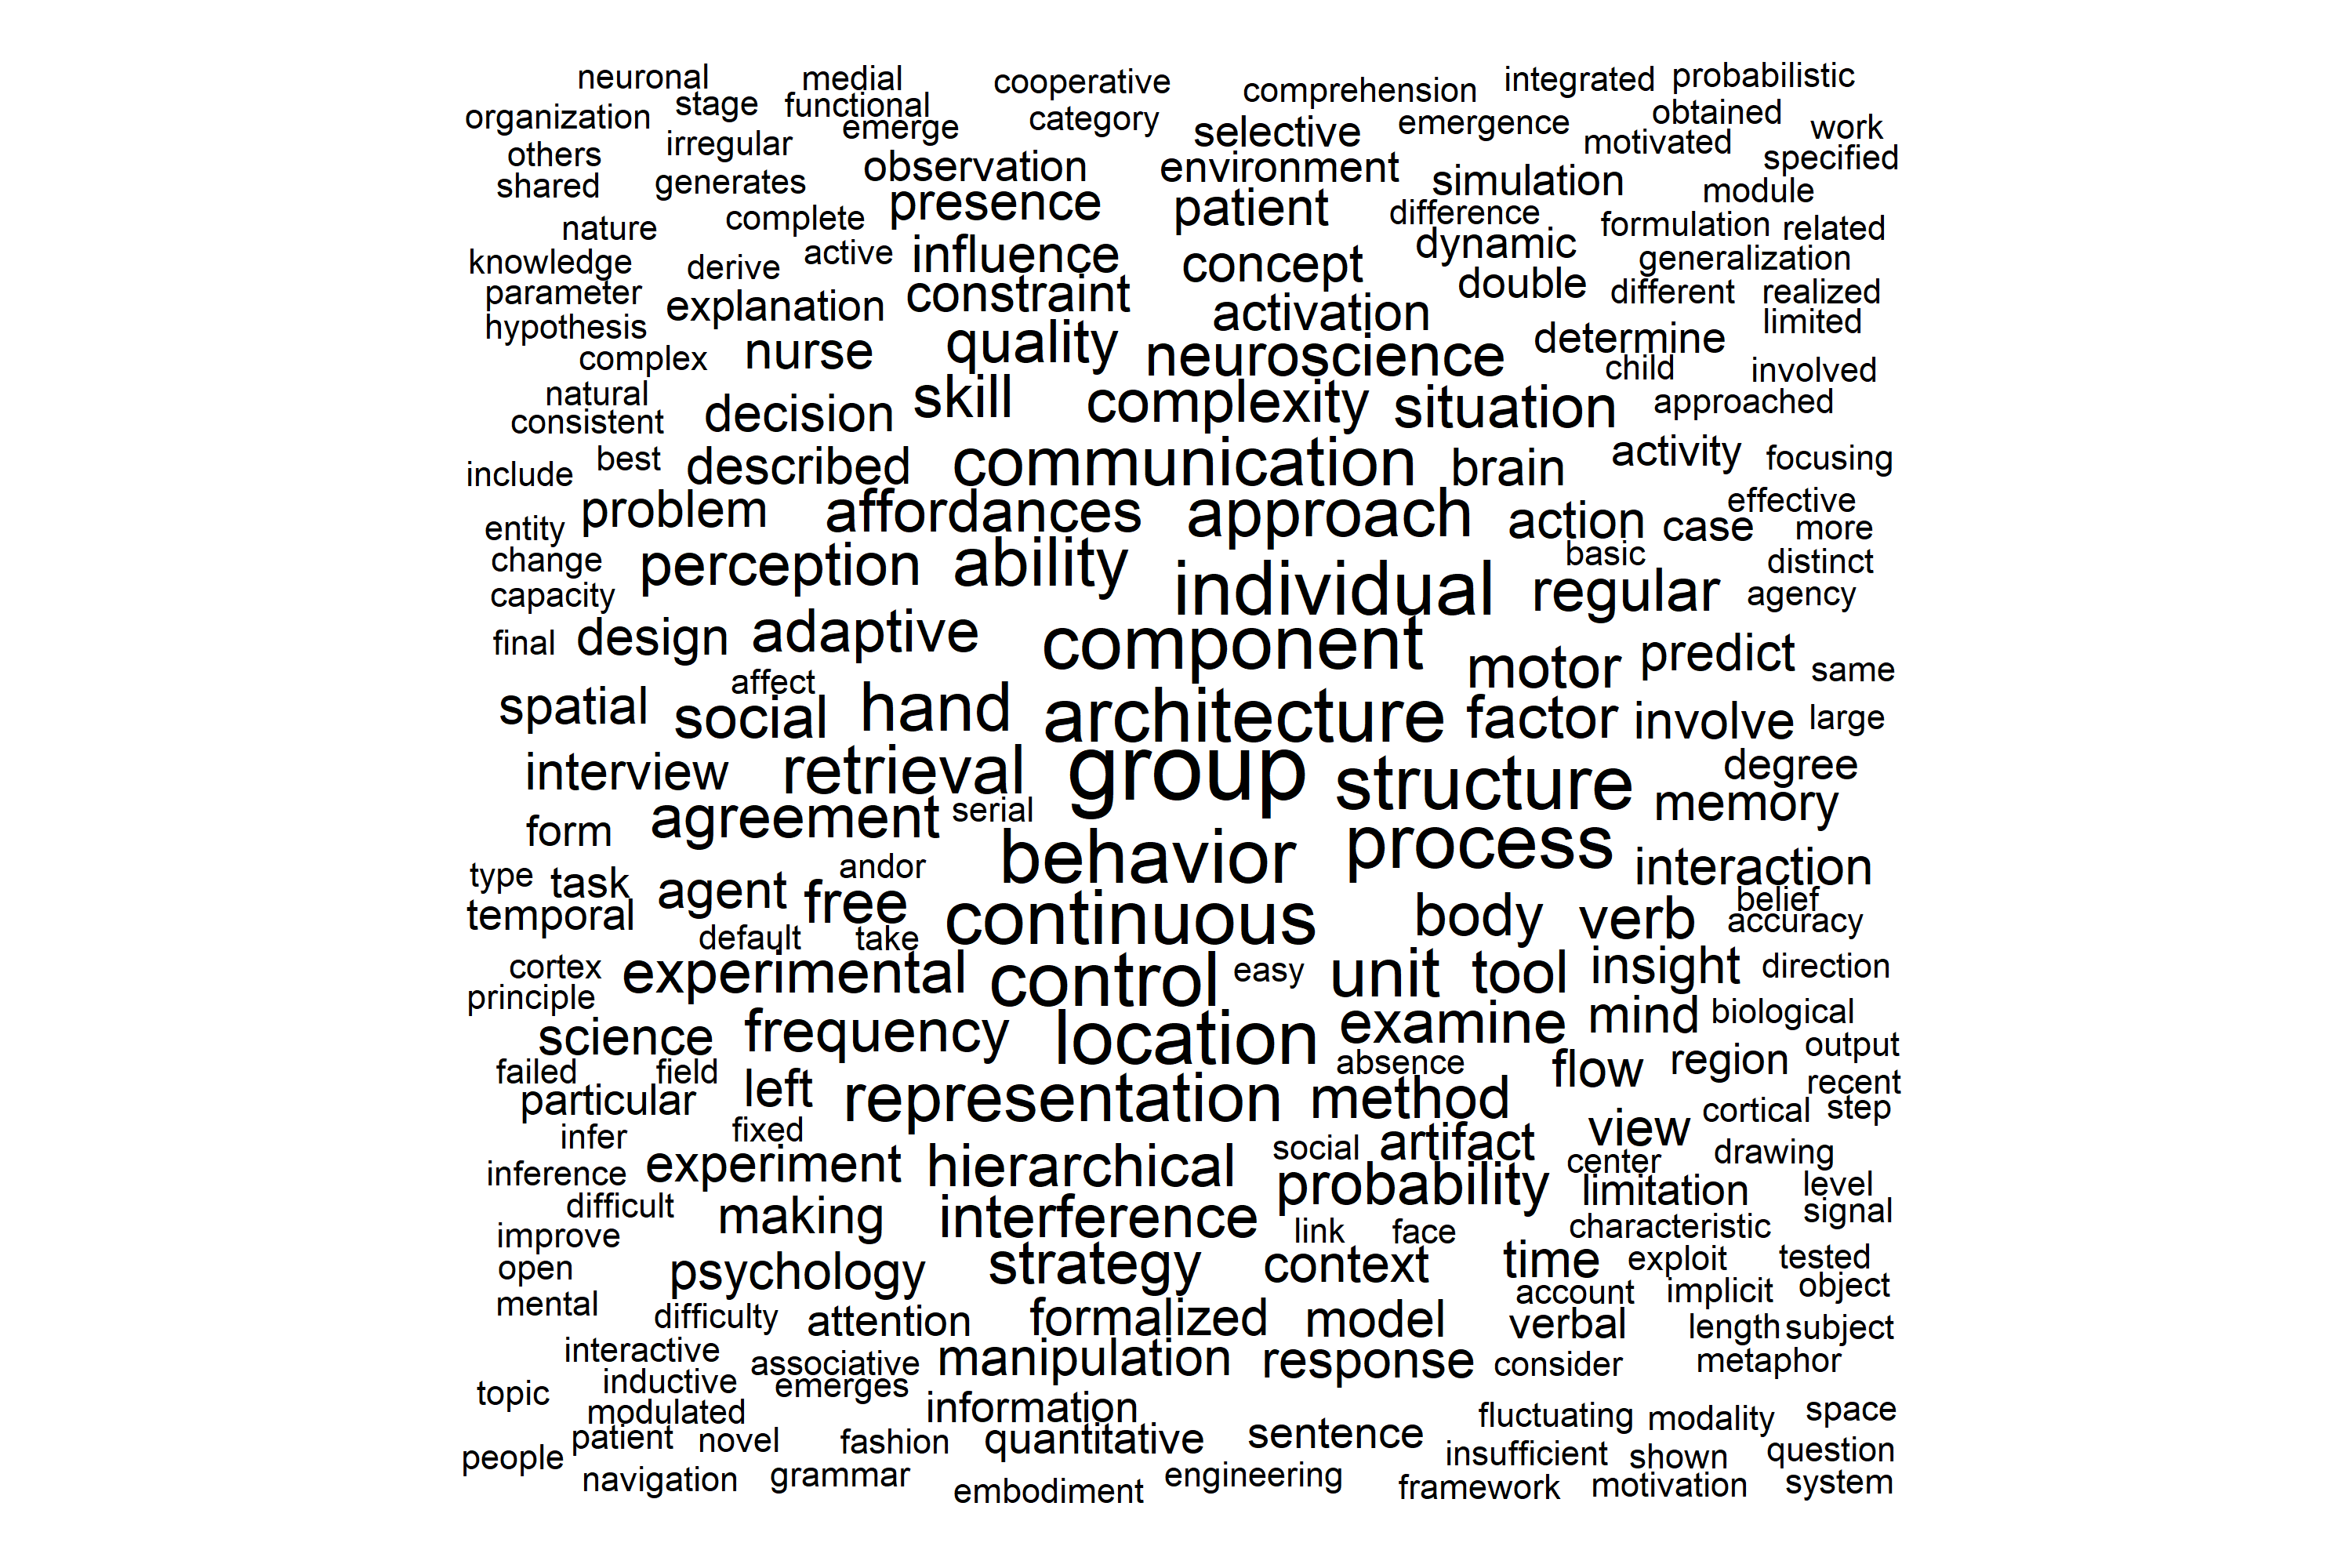 neuronal medial cooperative comprehension integrated probabilistic
organization stage functional emerge category selective emergence obtained work
others irregular observation environment motivated specified
shared generates presence patient simulation module
nature complete influence concept difference formulation related
knowledge derive active constraint dynamic generalization
parameter explanation activation double different realized
hypothesis nurse quality neuroscience determine limited
complex skill complexity situation child involved
natural decision approached
consistent described communication brain activity focusing
include best affordances approach action effective
entity problem case more
change perception ability individual basic distinct
capacity regular agency
final design adaptive component motor predict same
spatial affect social hand architecture factor involve large
interview retrieval group structure degree
form agreement serial process memory
type task agent andor behavior interaction
temporal free continuous body verb belief
default take accuracy
cortex experimental control easy unit tool insight direction
principle
science frequency location examine mind biological
failed field absence flow region output
particular left representation method recent
infer fixed social artifact view cortical step
inference experiment hierarchical probability center drawing
difficult making interference limitation level
improve link face characteristic signal
open psychology strategy context time exploit tested
mental difficulty attention formalized model account implicit object
interactive verbal length subject
associative manipulation response consider metaphor
topic inductive emerges
modulated information fluctuating modality space
people patient novel fashion quantitative sentence insufficient shown question
navigation grammar embodiment engineering framework motivation system